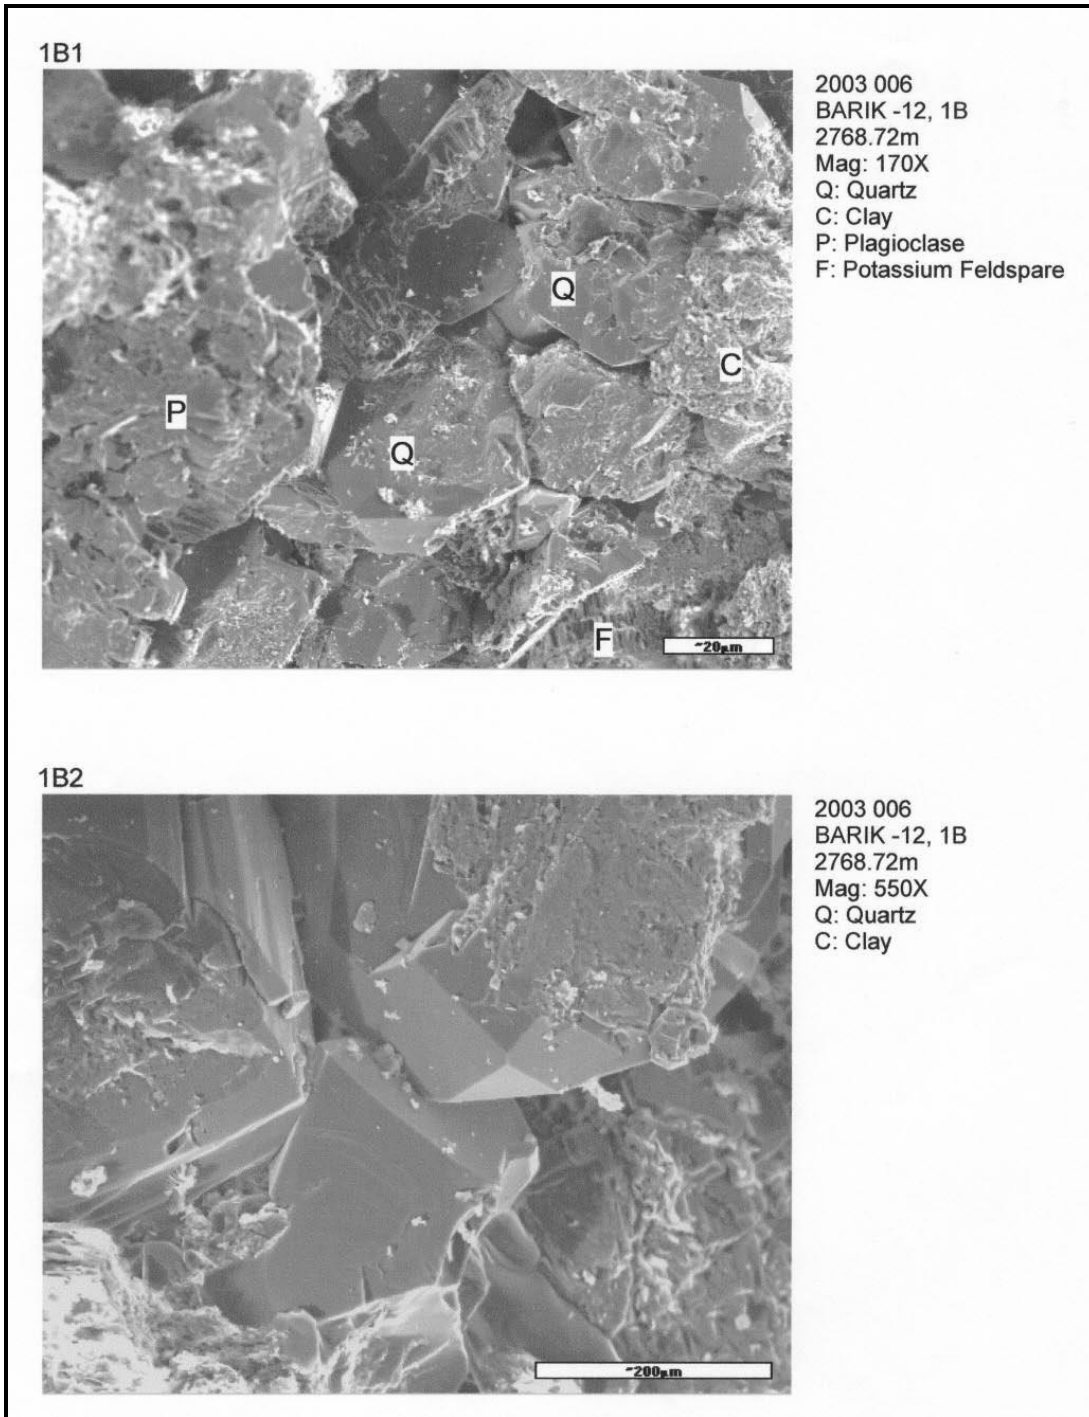 1B1
2003 006
BARIK -12, 1B
2768.72m
Mag: 170X
Q: Quartz
C: Clay
P: Plagioclase
F: Potassium Feldspare
Q
C
P
Q
F
~20µm
1B2
2003 006
BARIK -12, 1B
2768.72m
Mag: 550X
Q: Quartz
C: Clay
~200µm